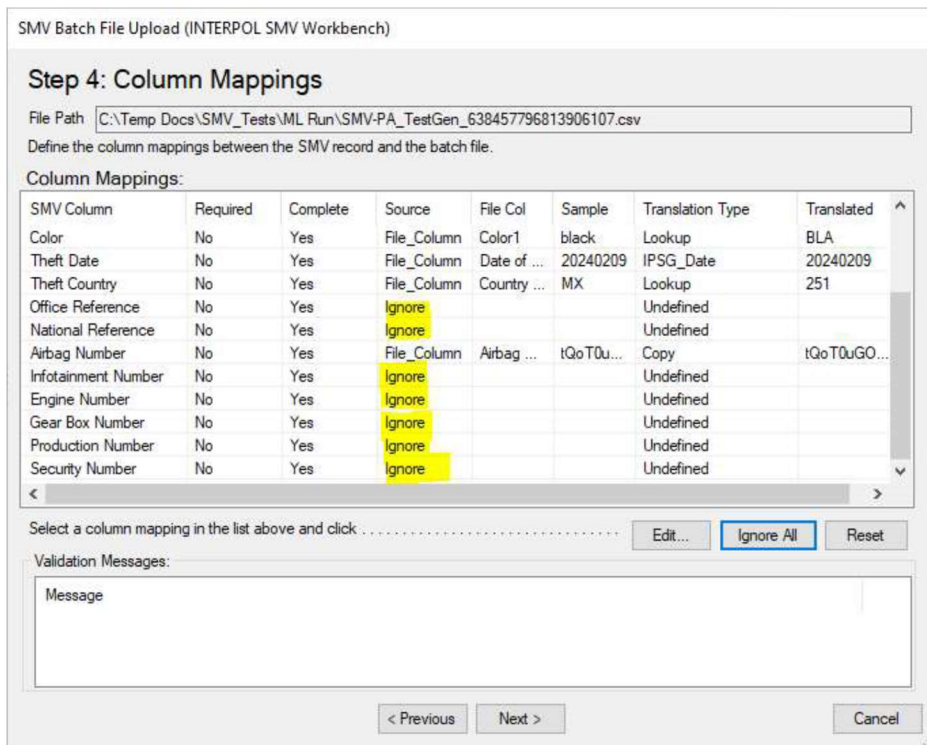 SMV Batch File Upload (INTERPOL SMV Workbench)
Step 4: Column Mappings
File Path C:\Temp Docs\SMV_Tests\ML Run\SMV-PA_TestGen_638457796813906107.csv
Define the column mappings between the SMV record and the batch file.
Column Mappings:
SMV Column Required Complete Source File Col Sample Translation Type Translated
Color No Yes File_Column Color1 black Lookup BLA
Theft Date No Yes File_Column Date of ... 20240209 IPSG_Date 20240209
Theft Country No Yes File_Column Country ... MX Lookup 251
Office Reference No Yes Ignore Undefined
National Reference No Yes Ignore Undefined
Airbag Number No Yes File_Column Airbag ... tQoT0u... Copy tQoT0uGO...
Infotainment Number No Yes Ignore Undefined
Engine Number No Yes Ignore Undefined
Gear Box Number No Yes Ignore Undefined
Production Number No Yes Ignore Undefined
Security Number No Yes Ignore Undefined
Select a column mapping in the list above and click . . . . . . . . . . . . . . . . . . . . . . . . . . . . . . . . Edit... Ignore All Reset
Validation Messages:
Message
< Previous Next > Cancel